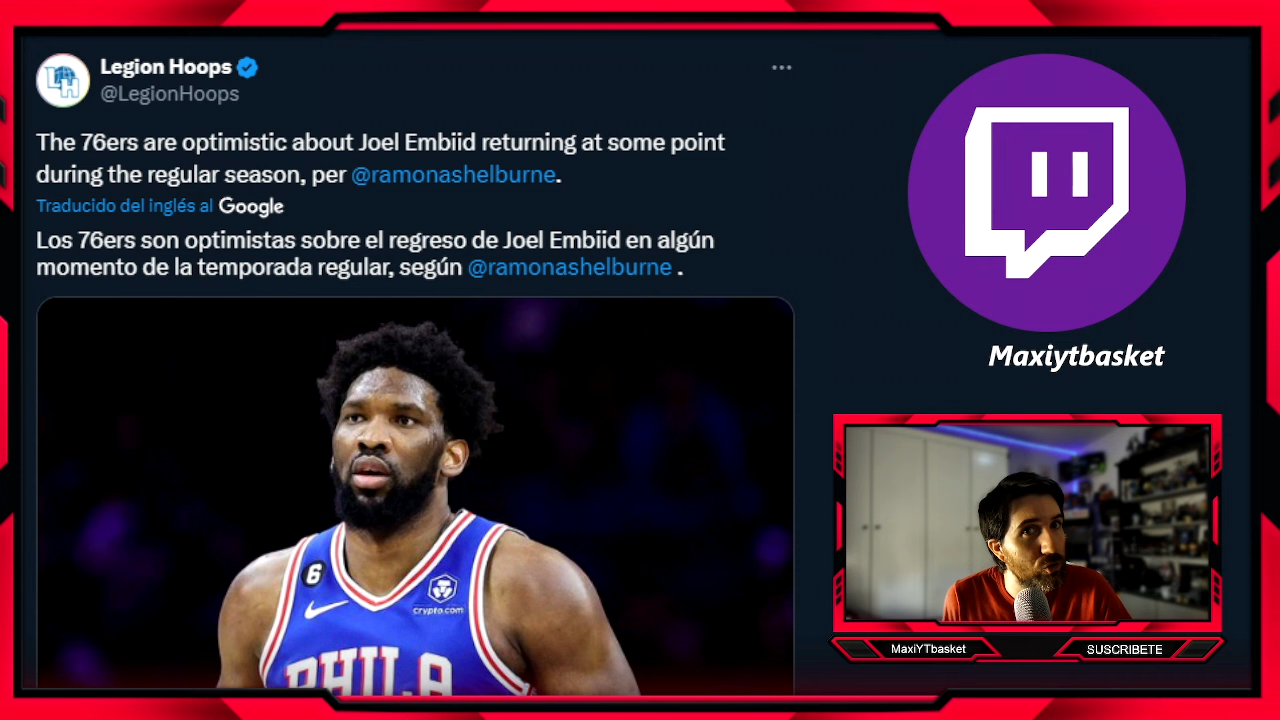 Legion Hoops
@LegionHoops
The 76ers are optimistic about Joel Embiid returning at some point
during the regular season, per @ramonashelburne.
Traducido del inglés al Google
Los 76ers son optimistas sobre el regreso de Joel Embiid en algún
momento de la temporada regular, según @ramonashelburne .
LH
6
crypto.com
PHILA
Maxiytbasket
MaxiYTbasket
SUSCRIBETE